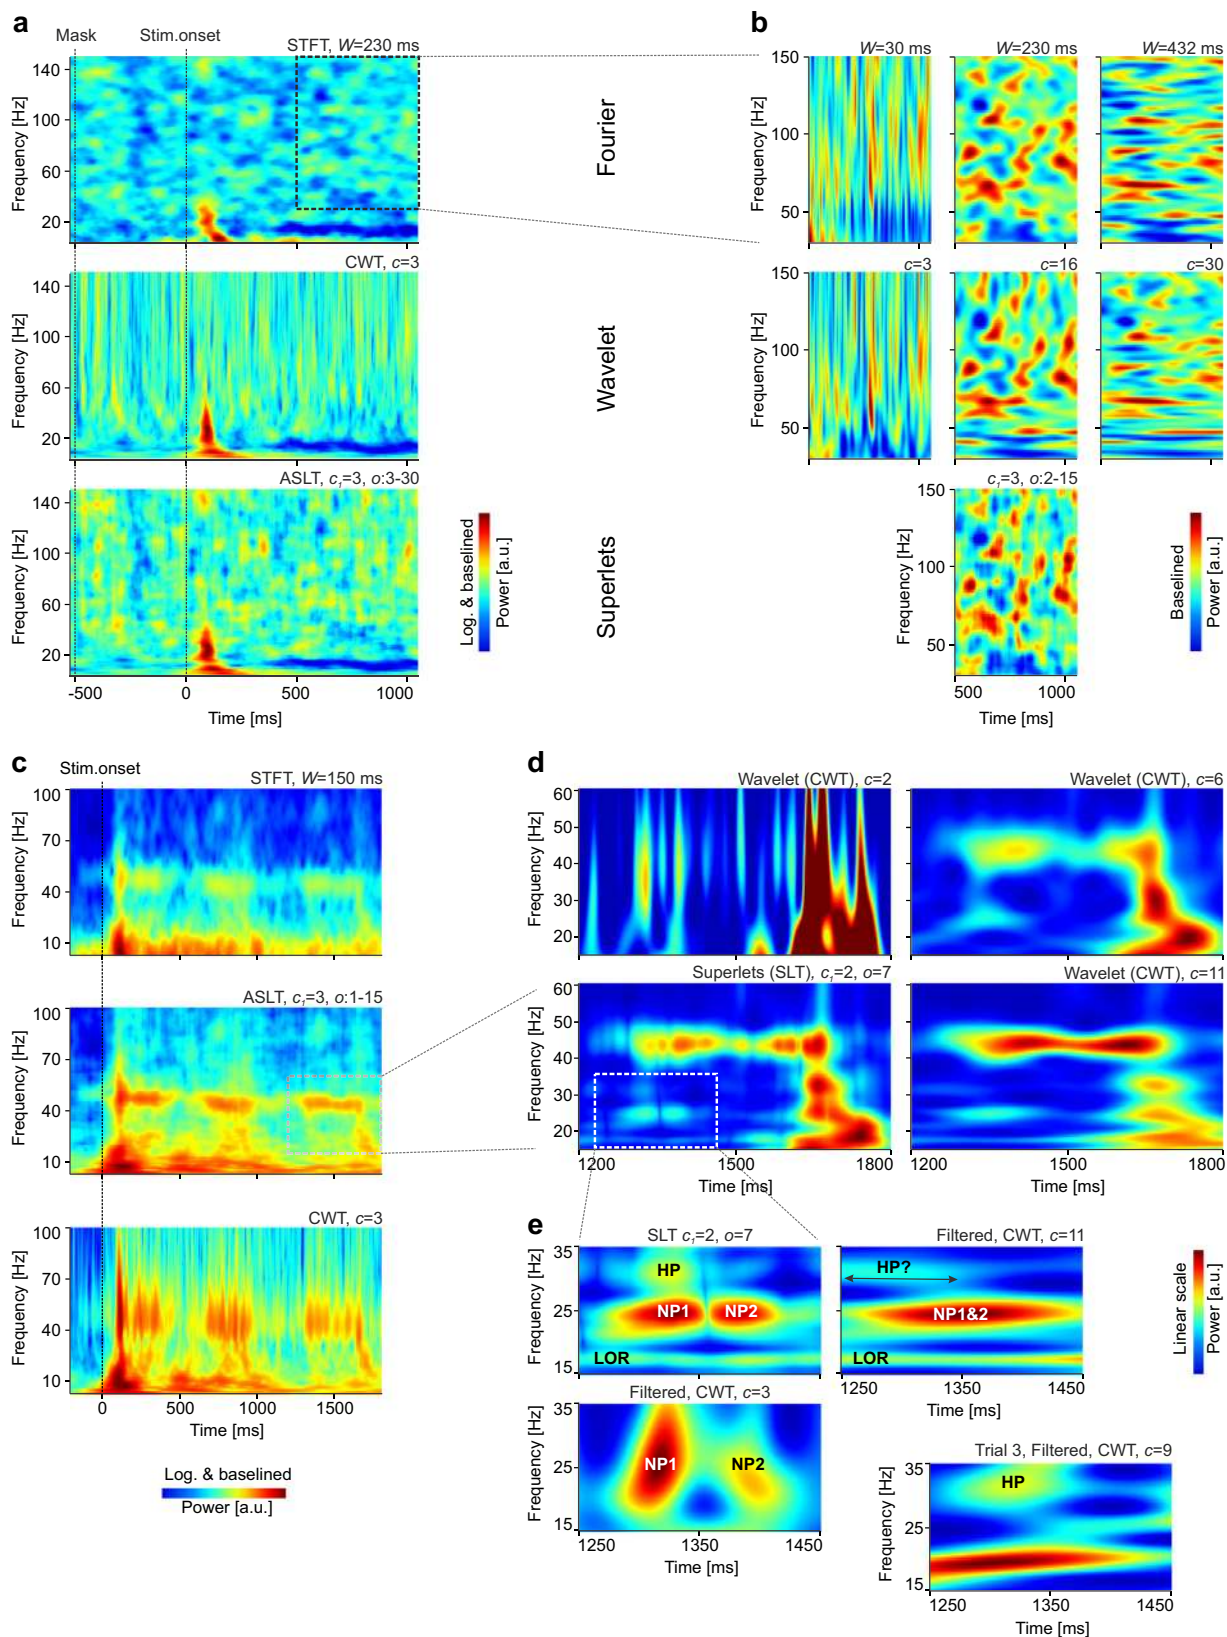 a
Mask
Stim.onset
STFT, W=230 ms
140
100
60
20
Frequency [Hz]
CWT, c=3
140
100
60
20
Frequency [Hz]
ASLT, c₁=3, o:3-30
140
100
60
20
Frequency [Hz]
-500
0
500
1000
Time [ms]
Log. & baselined
Power [a.u.]
Fourier
Wavelet
Superlets
b
W=30 ms
W=230 ms
W=432 ms
150
100
50
Frequency [Hz]
c=3
c=16
c=30
150
100
50
Frequency [Hz]
c₁=3, o:2-15
150
100
50
Frequency [Hz]
500
1000
Time [ms]
Baselined
Power [a.u.]
c
Stim.onset
STFT, W=150 ms
100
70
40
10
Frequency [Hz]
ASLT, c₁=3, o:1-15
100
70
40
10
Frequency [Hz]
CWT, c=3
100
70
40
10
Frequency [Hz]
0
500
1000
1500
Time [ms]
Log. & baselined
Power [a.u.]
d
Wavelet (CWT), c=2
Wavelet (CWT), c=6
60
50
40
30
20
Frequency [Hz]
Superlets (SLT), c₁=2, o=7
Wavelet (CWT), c=11
60
50
40
30
20
Frequency [Hz]
1200
1500
1800
Time [ms]
1200
1500
1800
Time [ms]
e
SLT c₁=2, o=7
35
25
15
Frequency [Hz]
HP
NP1
NP2
LOR
Filtered, CWT, c=11
HP?
NP1&2
LOR
1250
1350
1450
Time [ms]
Linear scale
Power [a.u.]
Filtered, CWT, c=3
35
25
15
Frequency [Hz]
NP1
NP2
1250
1350
1450
Time [ms]
Trial 3, Filtered, CWT, c=9
35
25
15
Frequency [Hz]
HP
1250
1350
1450
Time [ms]